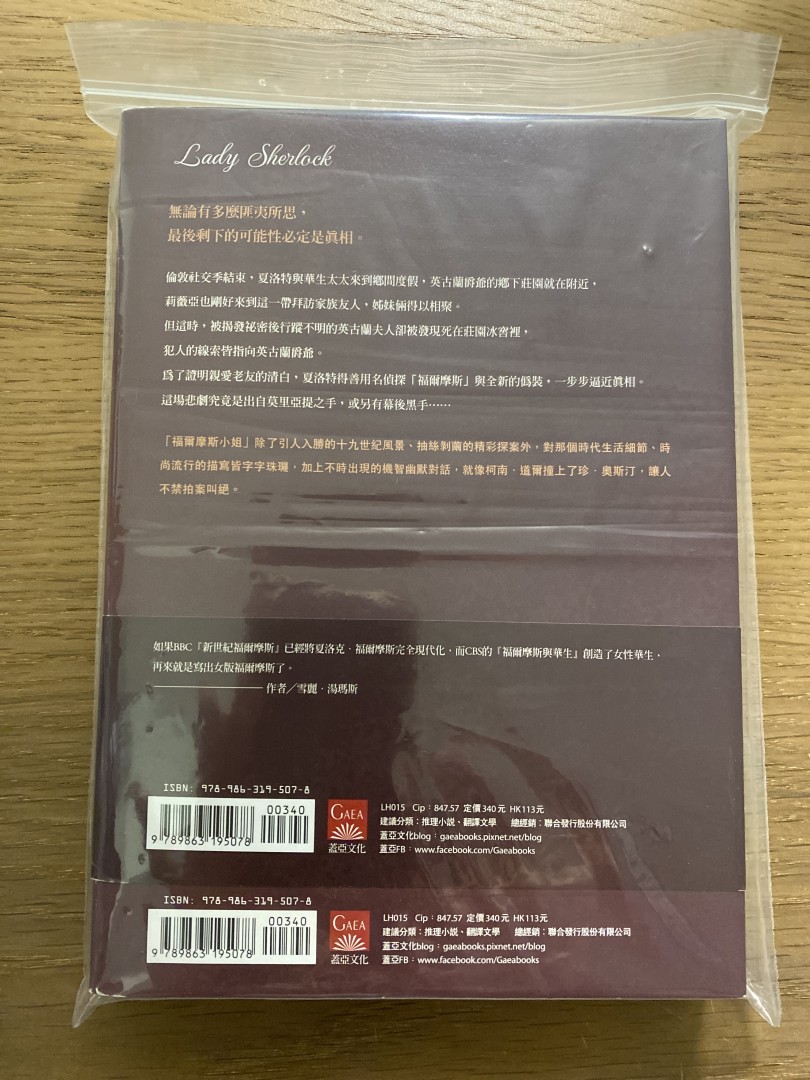 Lady Sherlock
無論有多麼匪夷所思，
最後剩下的可能性必定是真相。
倫敦社交季結束，夏洛特與華生太太來到鄉間度假，英古蘭爵爺的鄉下莊園就在附近，
莉薇亞也剛好來到這一帶拜訪家族友人，姊妹倆得以相聚。
但這時，被揭發祕密後行蹤不明的英古蘭夫人卻被發現死在莊園冰窖裡，
犯人的線索皆指向英古蘭爵爺。
為了證明親愛老友的清白，夏洛特得善用名偵探「福爾摩斯」與全新的偽裝，一步步逼近真相。
這場悲劇究竟是出自莫里亞提之手，或另有幕後黑手……
「福爾摩斯小姐」除了引人入勝的十九世紀風景、抽絲剝繭的精彩探案外，對那個時代生活細節、時
尚流行的描寫皆字字珠璣，加上不時出現的機智幽默對話，就像柯南．道爾撞上了珍．奧斯汀，讓人
不禁拍案叫絕。
如果BBC『新世紀福爾摩斯』已經將夏洛克．福爾摩斯完全現代化，而CBS的『福爾摩斯與華生』創造了女性華生，
再來就是寫出女版福爾摩斯了。
——作者／雪麗．湯瑪斯
ISBN: 978-986-319-507-8
00340
9 789863 195078
GAEA
蓋亞文化
LH015 Cip：847.57 定價340元 HK113元
建議分類：推理小說、翻譯文學 總經銷：聯合發行股份有限公司
蓋亞文化blog：gaeabooks.pixnet.net/blog
蓋亞FB：www.facebook.com/Gaeabooks
ISBN: 978-986-319-507-8
00340
9 789863 195078
GAEA
蓋亞文化
LH015 Cip：847.57 定價340元 HK113元
建議分類：推理小說、翻譯文學 總經銷：聯合發行股份有限公司
蓋亞文化blog：gaeabooks.pixnet.net/blog
蓋亞FB：www.facebook.com/Gaeabooks